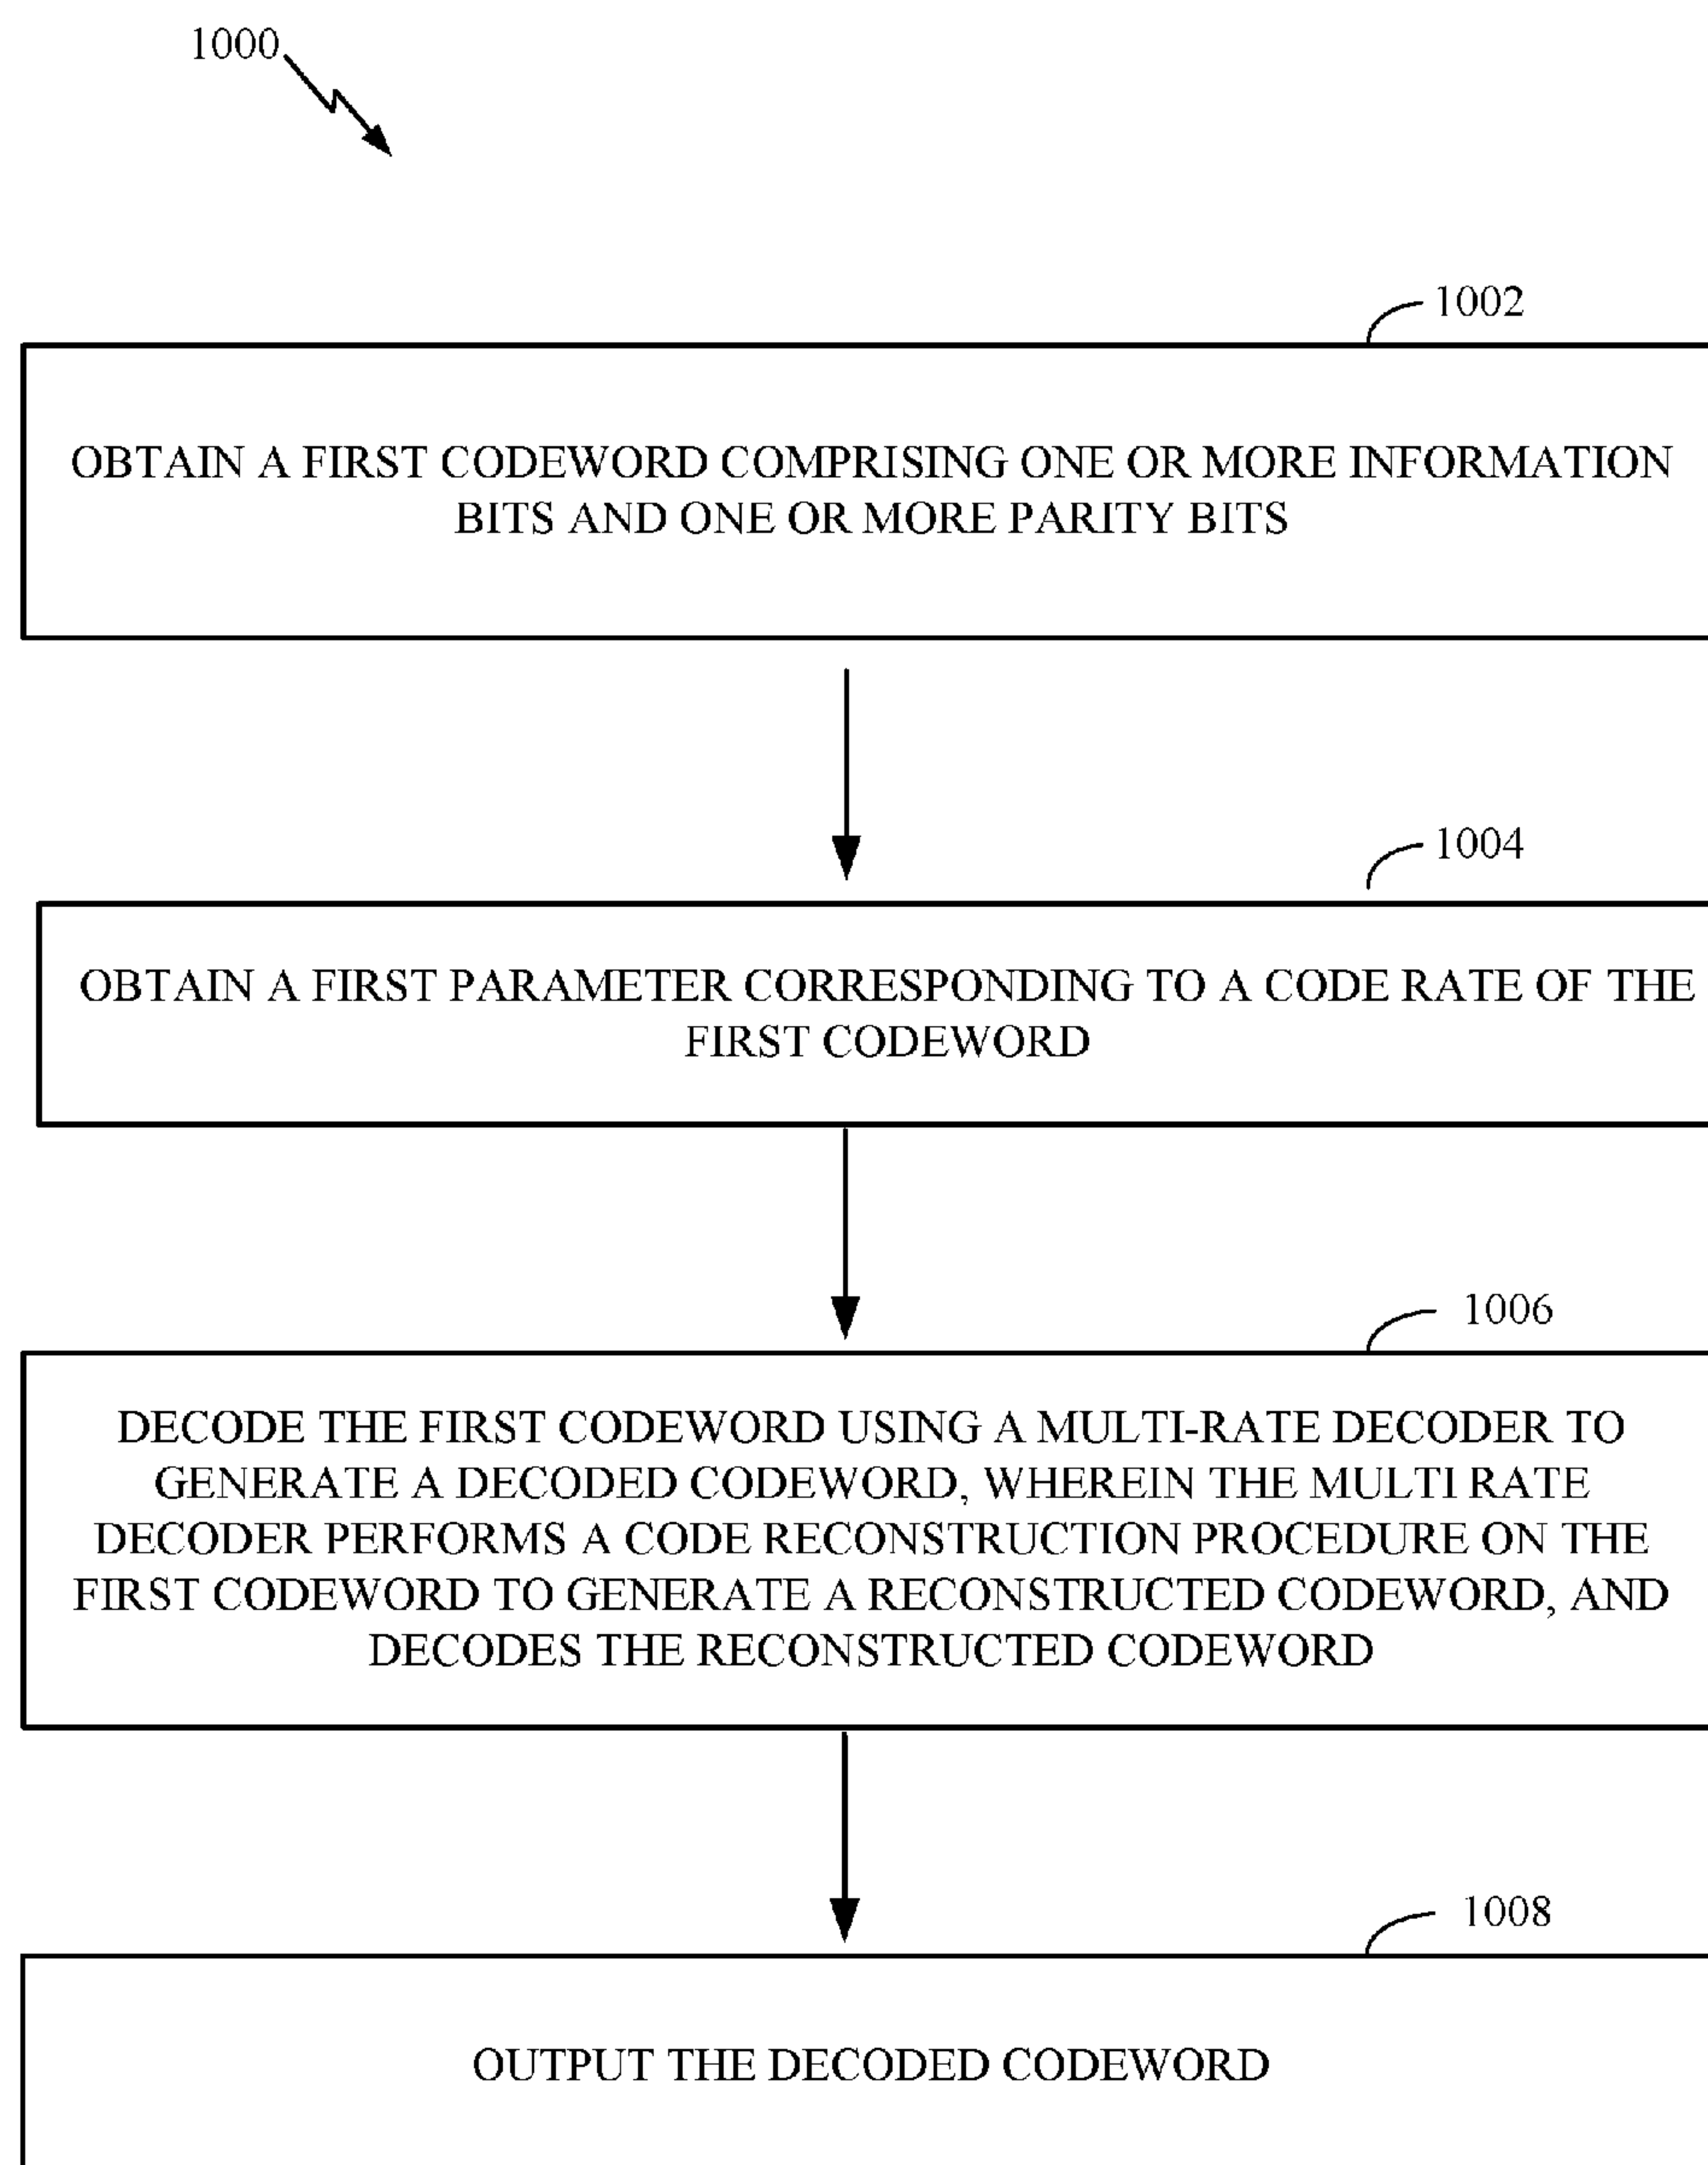 1000
1002
OBTAIN A FIRST CODEWORD COMPRISING ONE OR MORE INFORMATION
BITS AND ONE OR MORE PARITY BITS
1004
OBTAIN A FIRST PARAMETER CORRESPONDING TO A CODE RATE OF THE
FIRST CODEWORD
1006
DECODE THE FIRST CODEWORD USING A MULTI-RATE DECODER TO
GENERATE A DECODED CODEWORD, WHEREIN THE MULTI RATE
DECODER PERFORMS A CODE RECONSTRUCTION PROCEDURE ON THE
FIRST CODEWORD TO GENERATE A RECONSTRUCTED CODEWORD, AND
DECODES THE RECONSTRUCTED CODEWORD
1008
OUTPUT THE DECODED CODEWORD